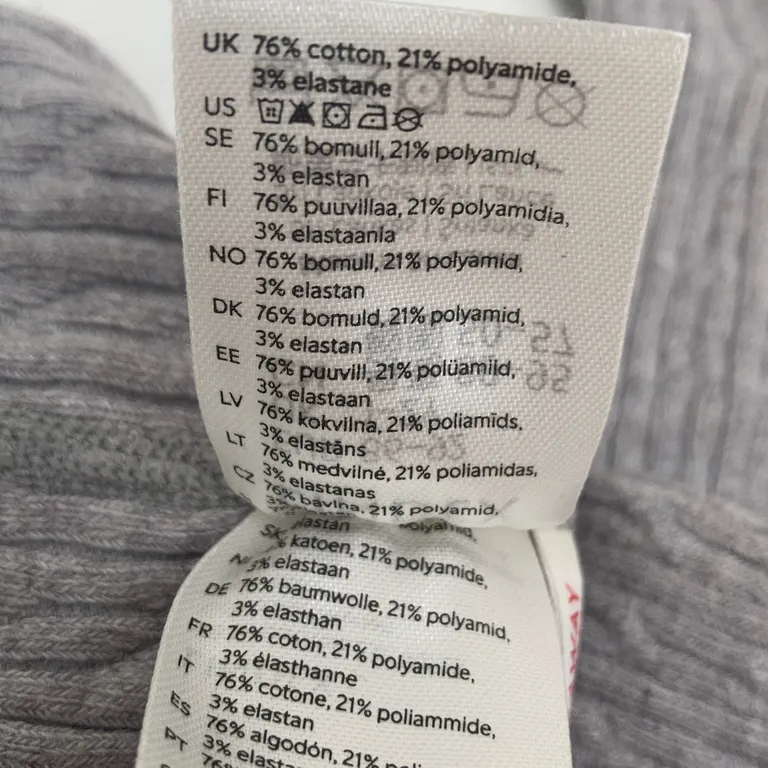 UK 76% cotton, 21% polyamide,
3% elastane
US
SE 76% bomull, 21% polyamid,
3% elastan
FI 76% puuvillaa, 21% polyamidia,
3% elastaania
NO 76% bomull, 21% polyamid,
3% elastan
DK 76% bomuld, 21% polyamid,
3% elastan
EE 76% puuvill, 21% polüamiid,
3% elastaan
LV 76% kokvilna, 21% poliamīds,
3% elastāns
LT 76% medvilnė, 21% poliamidas,
3% elastanas
CZ 76% bavlna, 21% polyamid,
SK
katoen, 21% polyamide,
3% elastaan
DE 76% baumwolle, 21% polyamid,
3% elasthan
FR 76% coton, 21% polyamide,
3% élasthanne
IT 76% cotone, 21% poliammide,
3% elastan
ES 76% algodón, 21%
PT 3%
76%